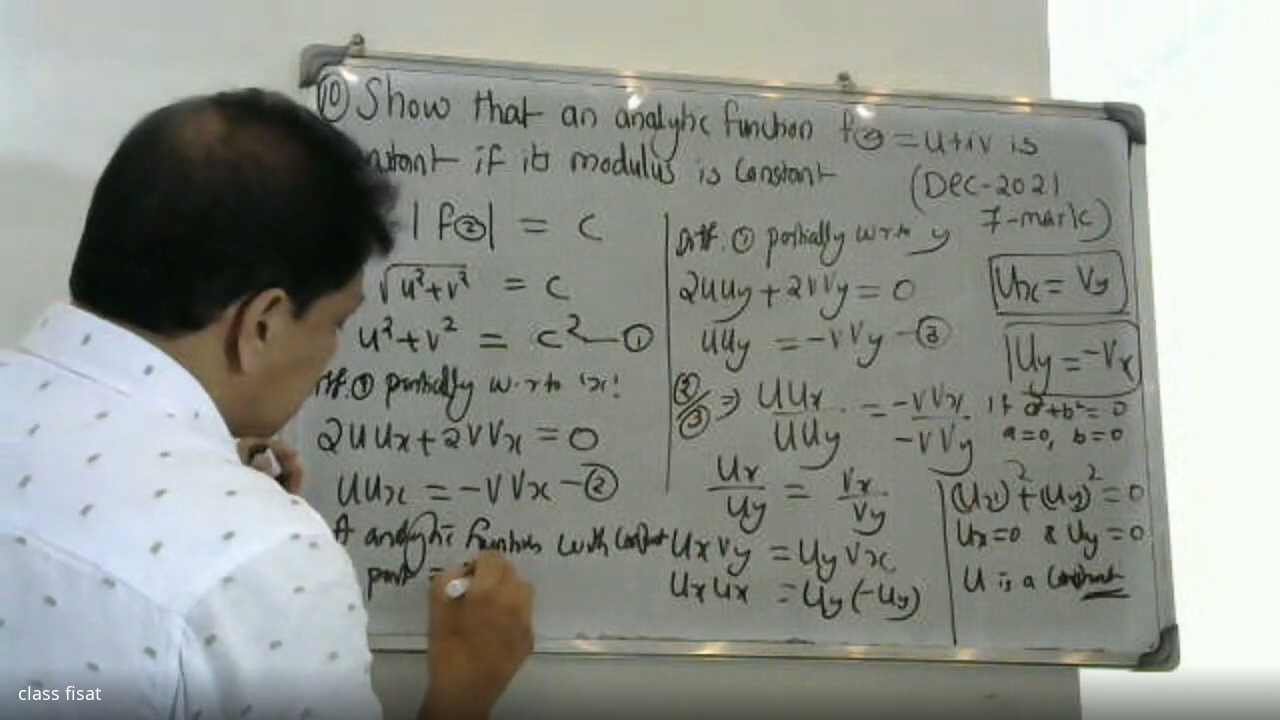 (10) Show that an analytic function f(z) = u+iv is
constant if its modulus is constant
(Dec-2021
7-mark)
|f(z)| = c
√u²+v² = c
u²+v² = c² — ①
Diff. ① partially w.r.to 'x'
2uux + 2vvx = 0
uux = -vvx — ②
A analytic function with constant
part =
Diff. ① partially w.r.to y
2uuy + 2vvy = 0
uuy = -vvy — ③
②/③ ⇒ uux/uuy = -vvx/-vvy
ux/uy = vx/vy
ux vy = uy vx
ux ux = uy (-uy)
ux = vy
uy = -vx
If a²+b² = 0
a=0, b=0
(ux)² + (uy)² = 0
ux=0 & uy=0
u is a constant
class fisat